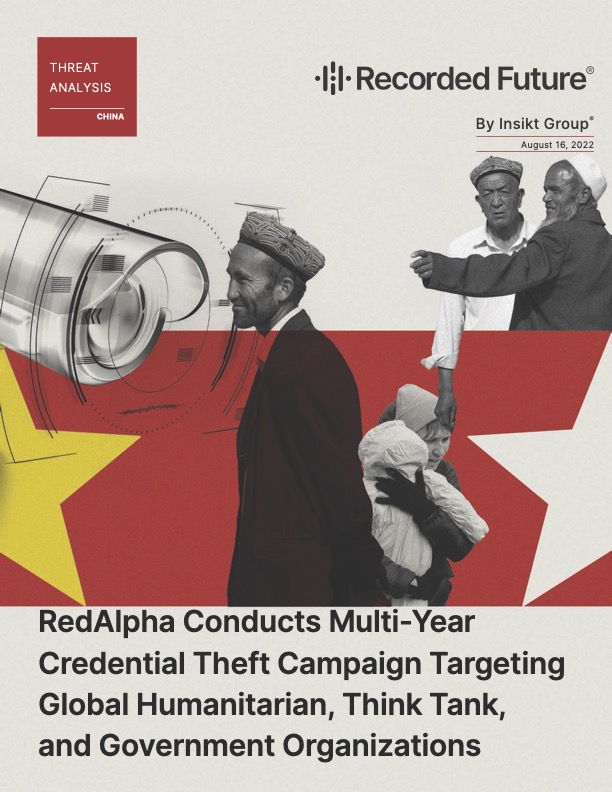 THREAT
ANALYSIS
CHINA
Recorded Future®
By Insikt Group®
August 16, 2022
RedAlpha Conducts Multi-Year
Credential Theft Campaign Targeting
Global Humanitarian, Think Tank,
and Government Organizations